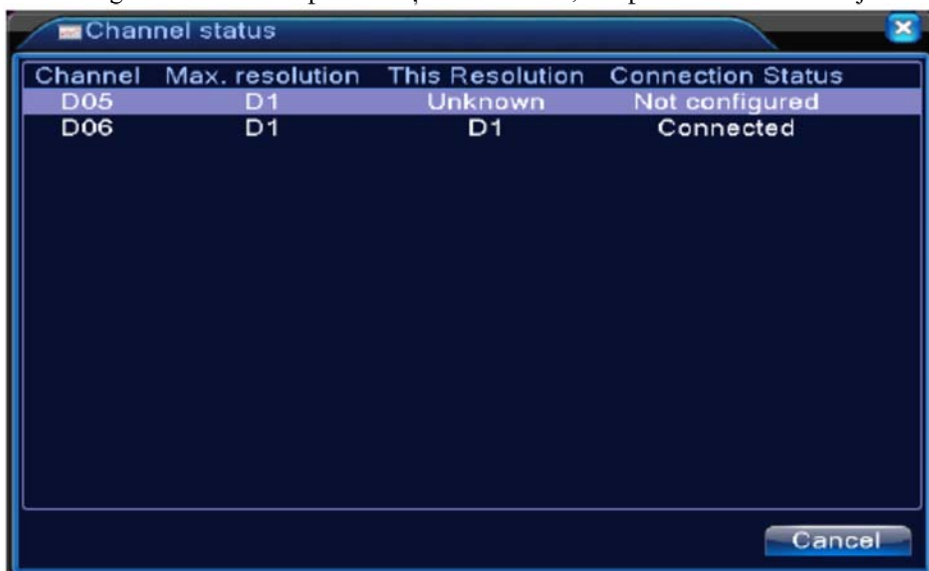 Channel status
Channel Max. resolution This Resolution Connection Status
D05 D1 Unknown Not configured
D06 D1 D1 Connected
Cancel